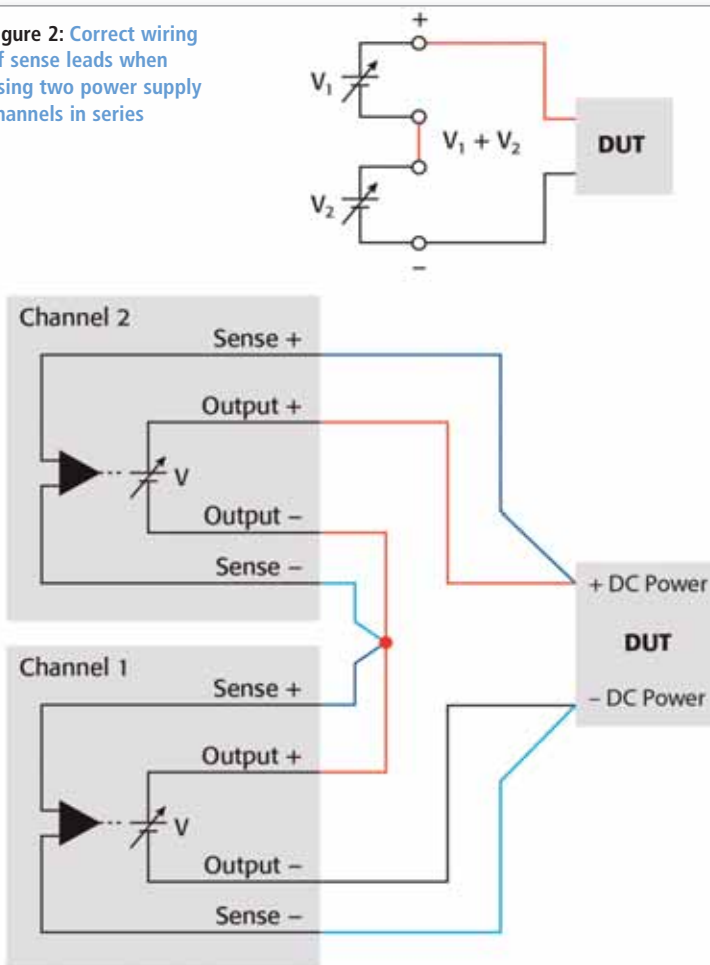 gure 2: Correct wiring
f sense leads when
sing two power supply
hannels in series
+
V₁
V₁ + V₂
DUT
V₂
–
Channel 2
Sense +
Output +
V
Output –
Sense –
+ DC Power
DUT
– DC Power
Channel 1
Sense +
Output +
V
Output –
Sense –